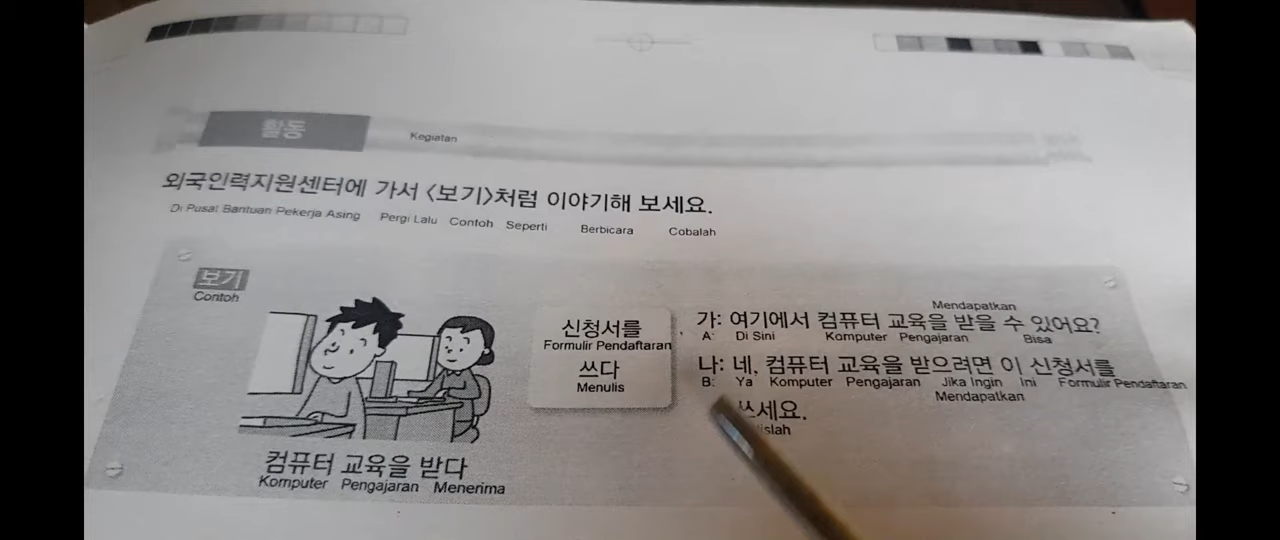 활동
Kegiatan
외국인력지원센터에 가서 <보기>처럼 이야기해 보세요.
Di Pusat Bantuan Pekerja Asing Pergi Lalu Contoh Seperti Berbicara Cobalah
보기
Contoh
컴퓨터 교육을 받다
Komputer Pengajaran Menerima
신청서를
Formulir Pendaftaran
쓰다
Menulis
Mendapatkan
가: 여기에서 컴퓨터 교육을 받을 수 있어요?
A: Di Sini Komputer Pengajaran Bisa
나: 네, 컴퓨터 교육을 받으려면 이 신청서를
B: Ya Komputer Pengajaran Jika Ingin Ini Formulir Pendaftaran
Mendapatkan
쓰세요.